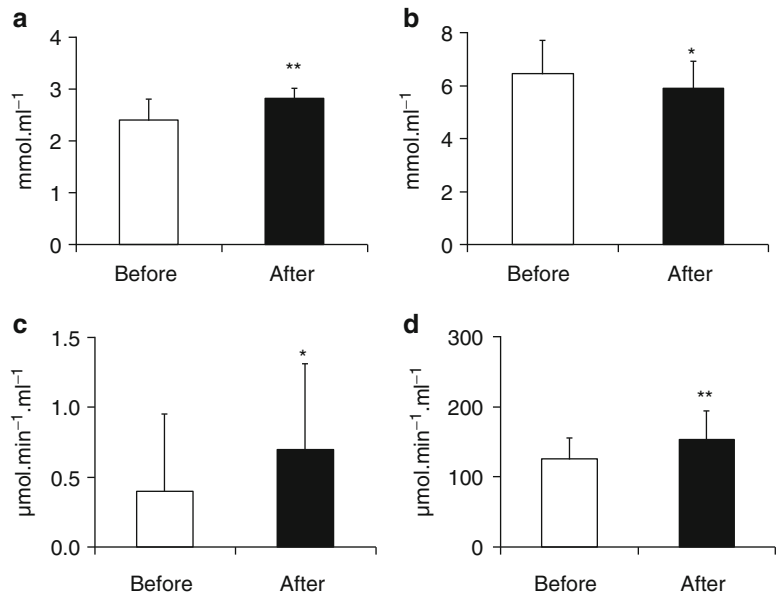 a
4
3
2
1
0
mmol.ml⁻¹
**
Before After
b
8
6
4
2
0
mmol.ml⁻¹
*
Before After
c
1.5
1.0
0.5
0.0
µmol.min⁻¹.ml⁻¹
*
Before After
d
300
200
100
0
µmol.min⁻¹.ml⁻¹
**
Before After